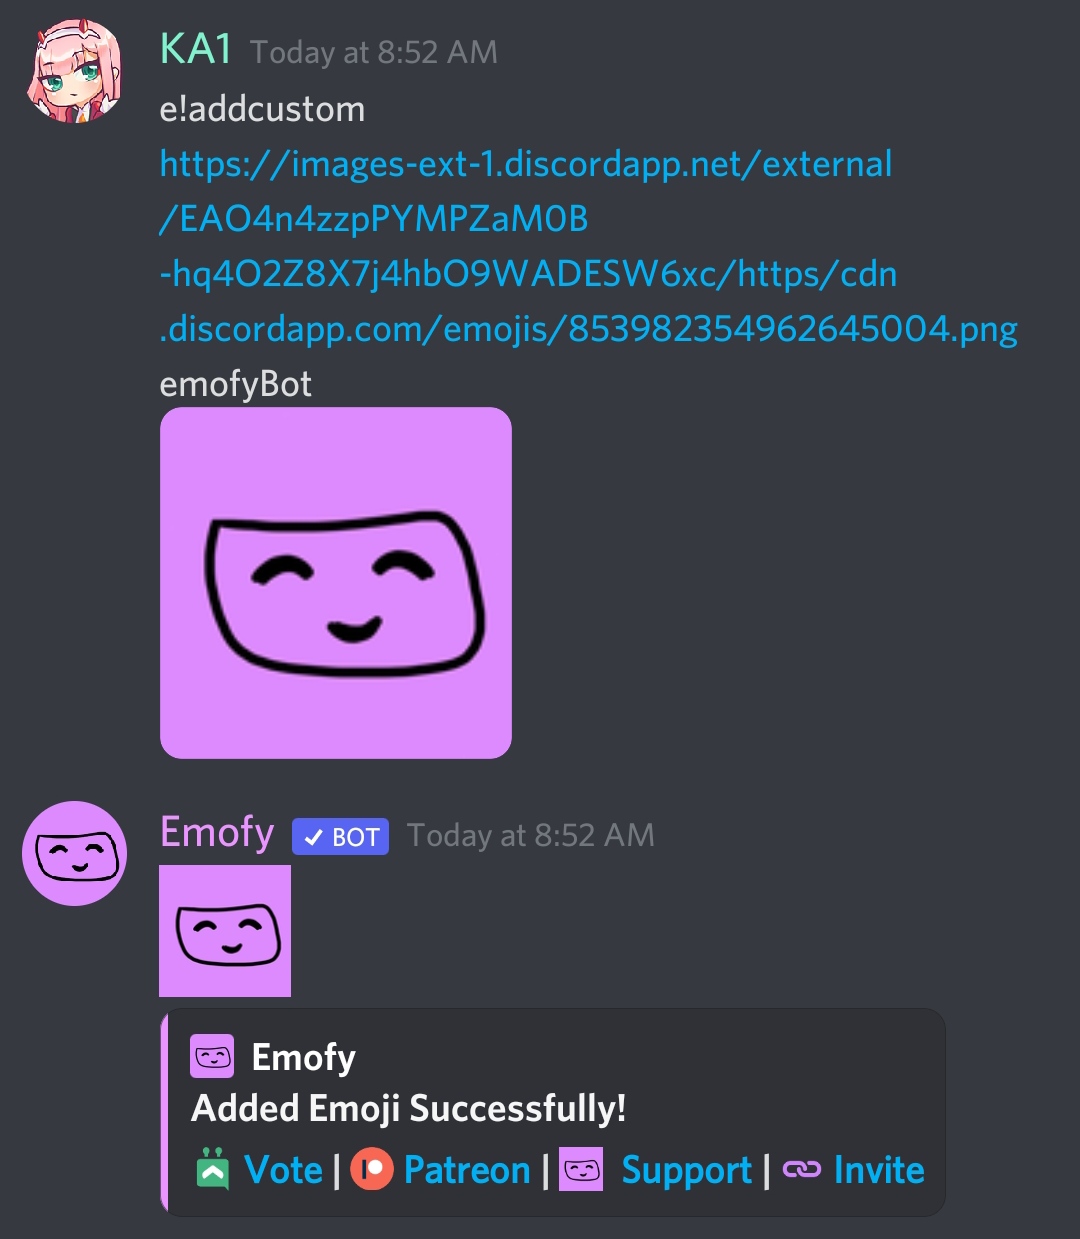 KA1 Today at 8:52 AM
e!addcustom
https://images-ext-1.discordapp.net/external
/EAO4n4zzpPYMPZaM0B
-hq4O2Z8X7j4hbO9WADESW6xc/https/cdn
.discordapp.com/emojis/853982354962645004.png
emofyBot
Emofy ✓ BOT Today at 8:52 AM
Emofy
Added Emoji Successfully!
Vote | Patreon | Support | Invite